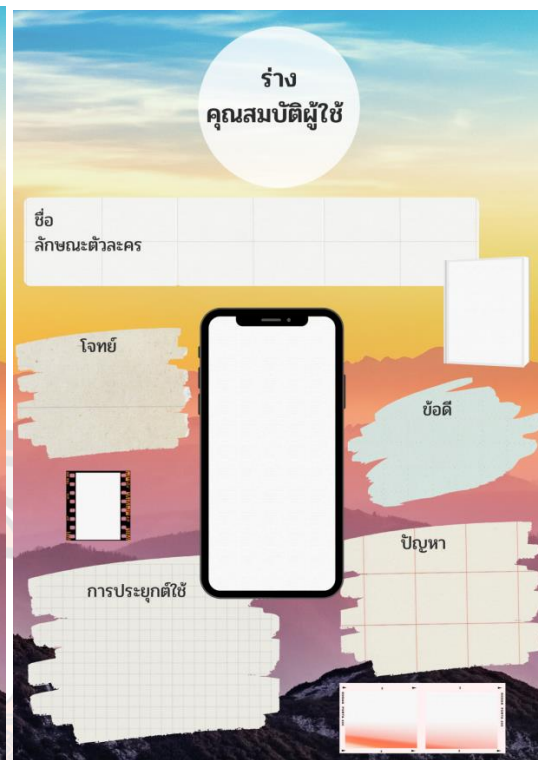 ร่าง
คุณสมบัติผู้ใช้
ชื่อ
ลักษณะตัวละคร
โจทย์
ข้อดี
ปัญหา
การประยุกต์ใช้